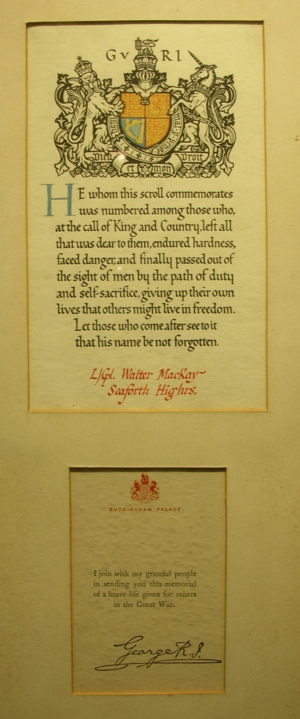 GV RI
Dieu et mon Droit
HE whom this scroll commemorates
was numbered among those who,
at the call of King and Country, left all
that was dear to them, endured hardness,
faced danger, and finally passed out of
the sight of men by the path of duty
and self-sacrifice, giving up their own
lives that others might live in freedom.
Let those who come after see to it
that his name be not forgotten.
L/Cpl. Walter MacKay
Seaforth Highrs.
BUCKINGHAM PALACE
I join with my grateful people
in sending you this memorial
of a brave life given for others
in the Great War.
George R.I.